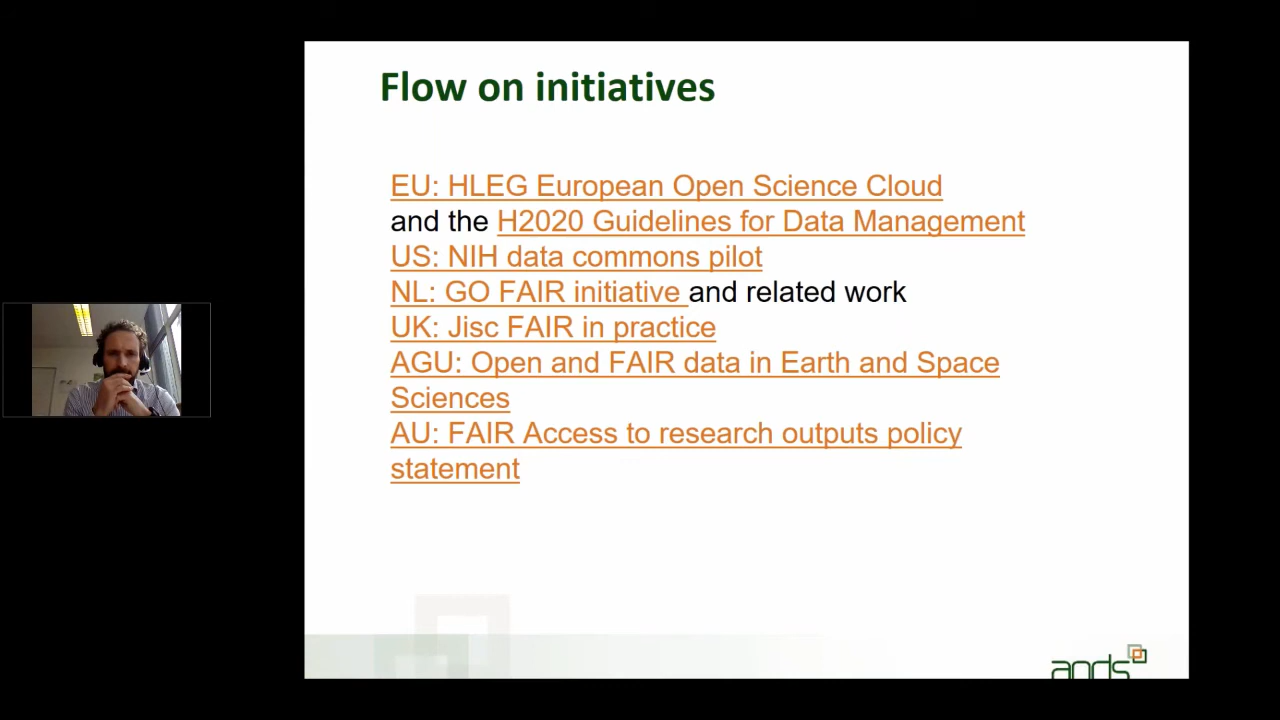 Flow on initiatives
EU: HLEG European Open Science Cloud
and the H2020 Guidelines for Data Management
US: NIH data commons pilot
NL: GO FAIR initiative and related work
UK: Jisc FAIR in practice
AGU: Open and FAIR data in Earth and Space
Sciences
AU: FAIR Access to research outputs policy
statement
ands